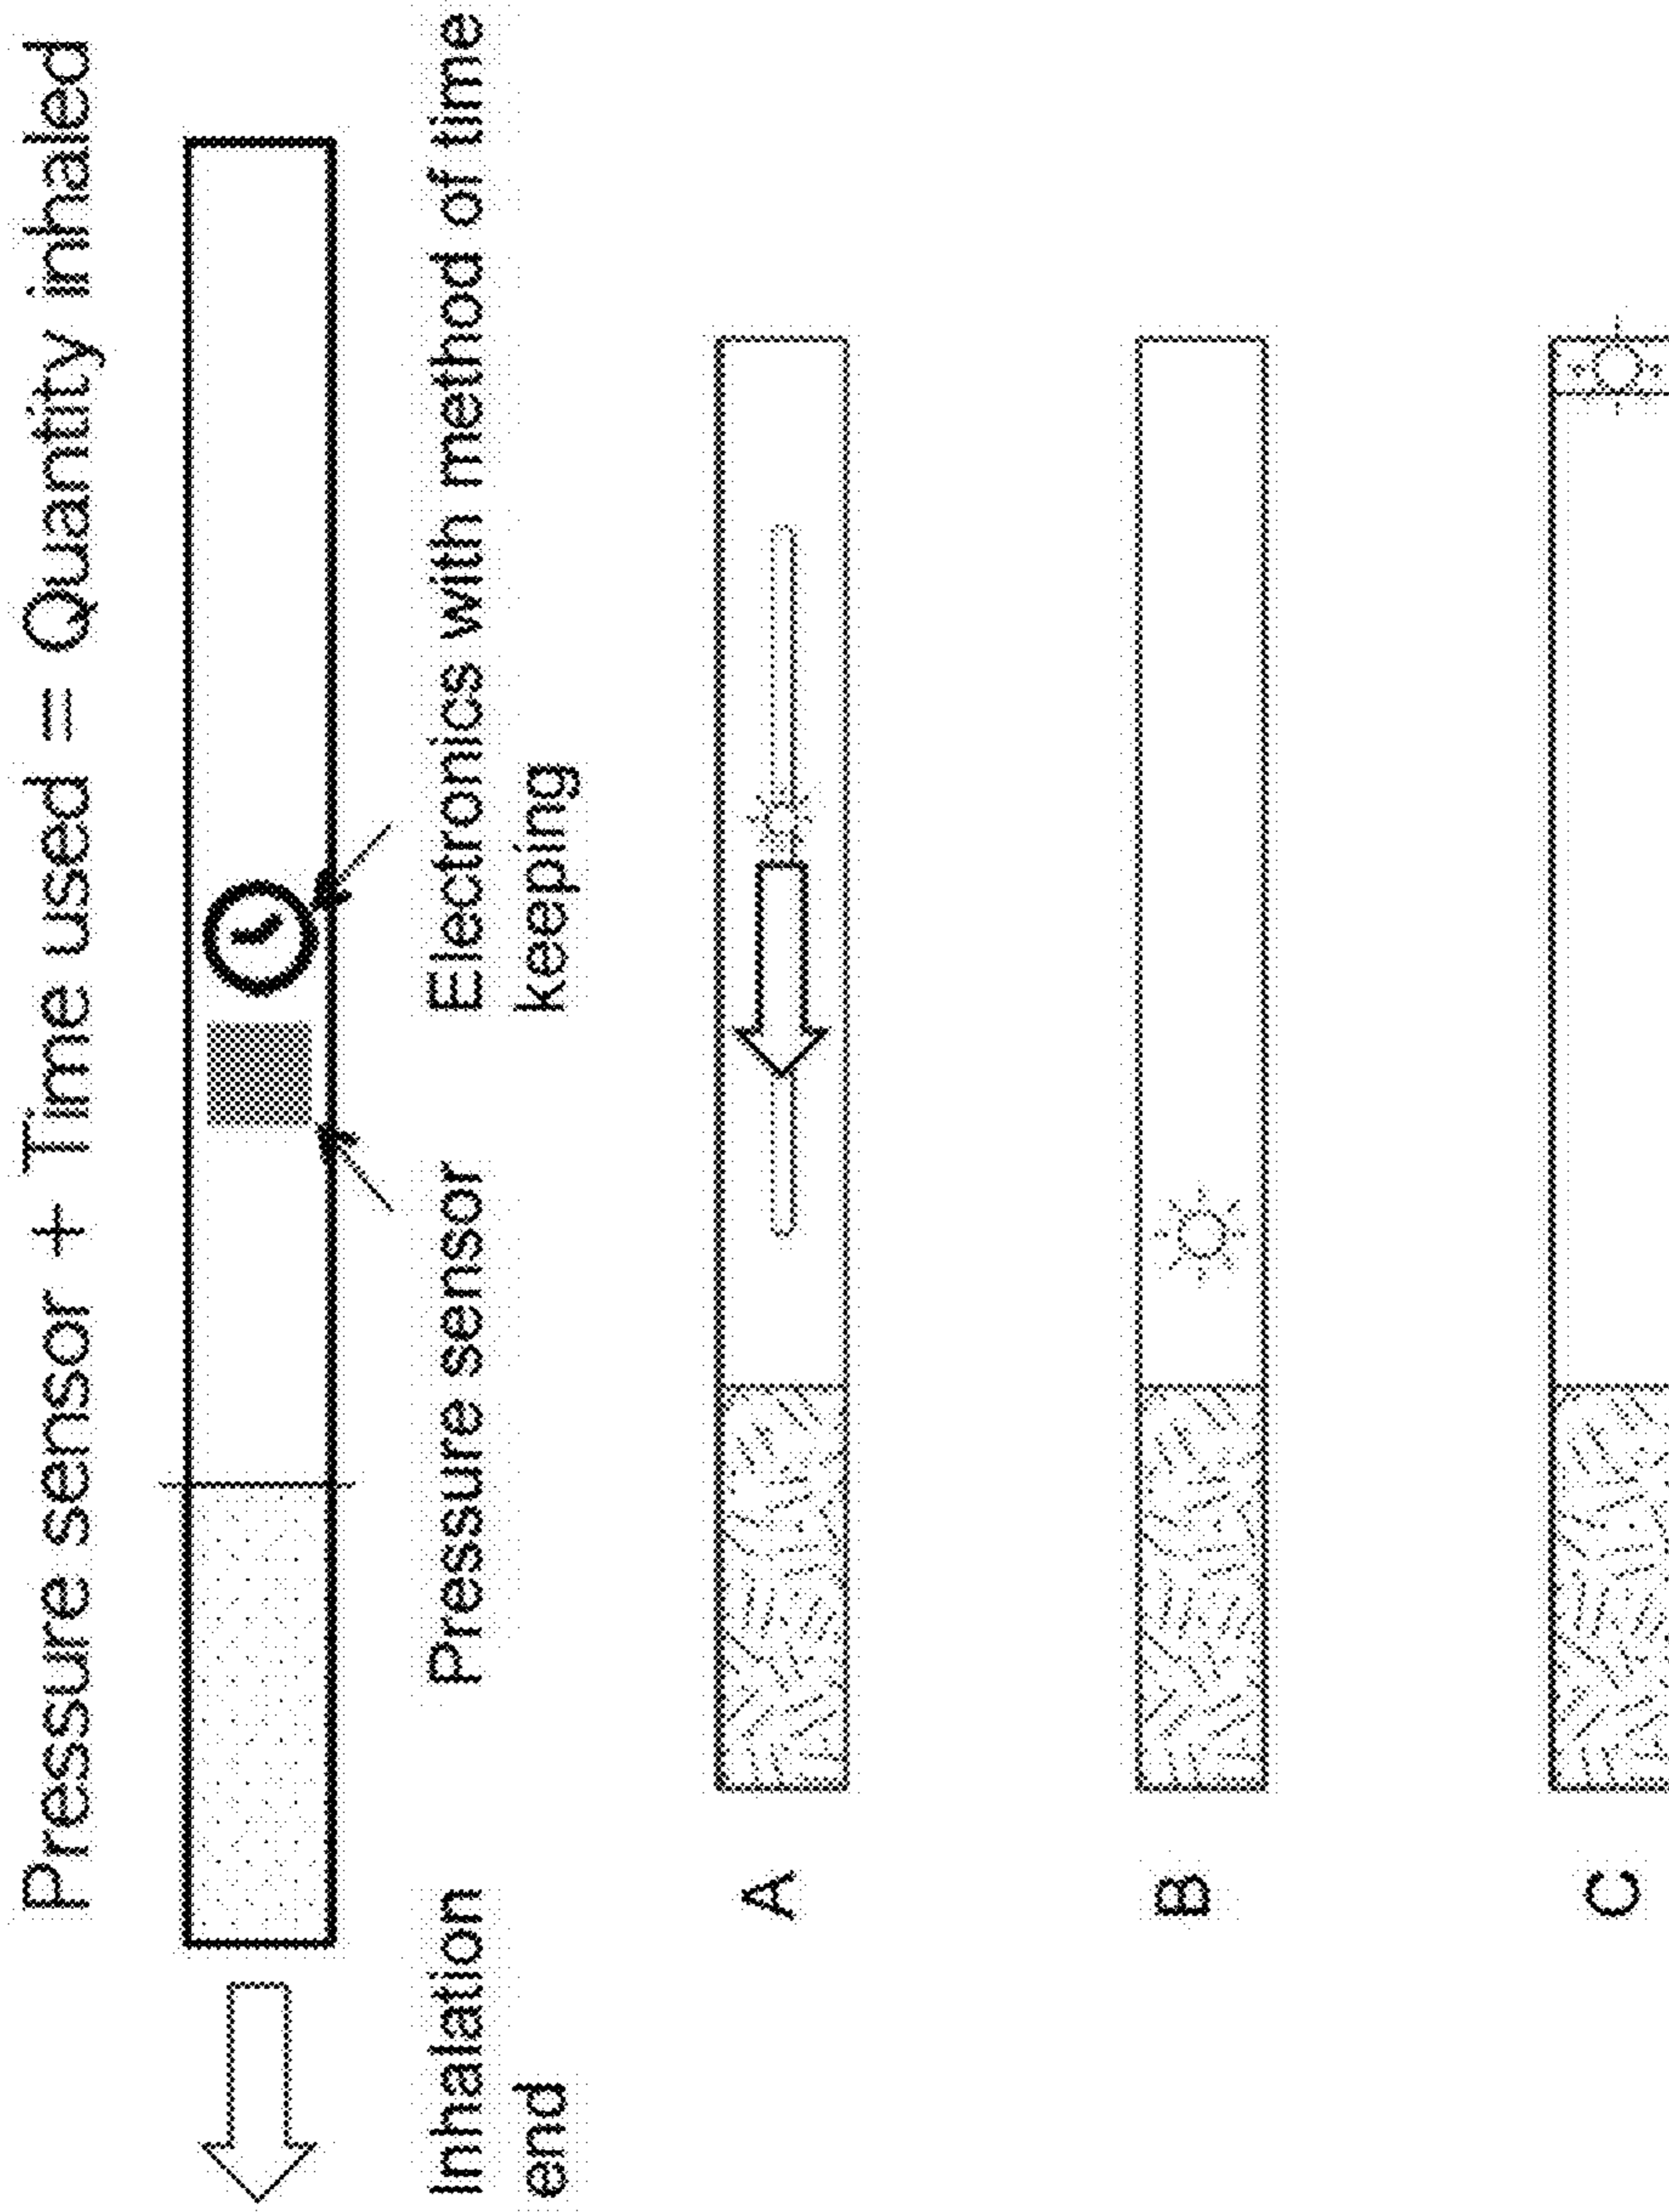 Pressure sensor + Time used = Quantity inhaled
Inhalation
end
Pressure sensor
Electronics with method of time
keeping
A
B
C